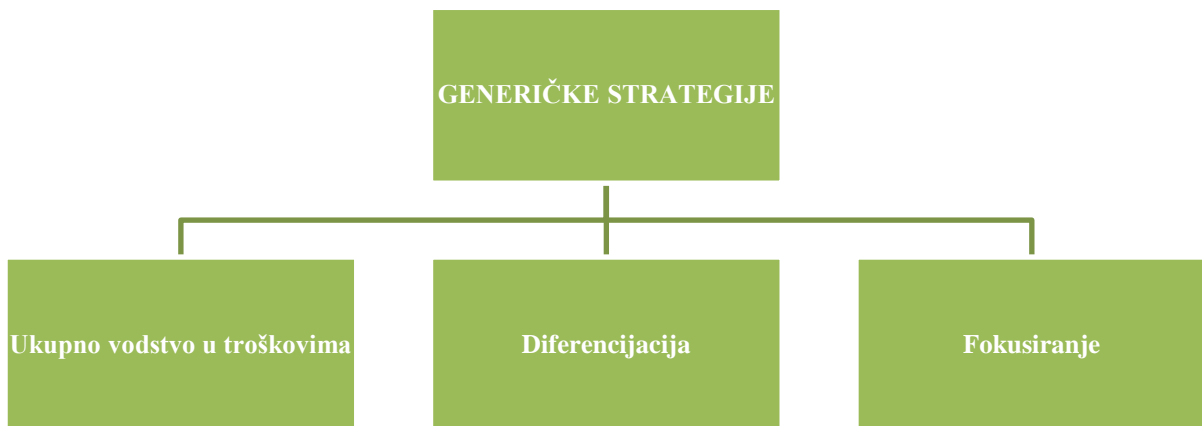 GENERIČKE STRATEGIJE
Ukupno vodstvo u troškovima
Diferencijacija
Fokusiranje